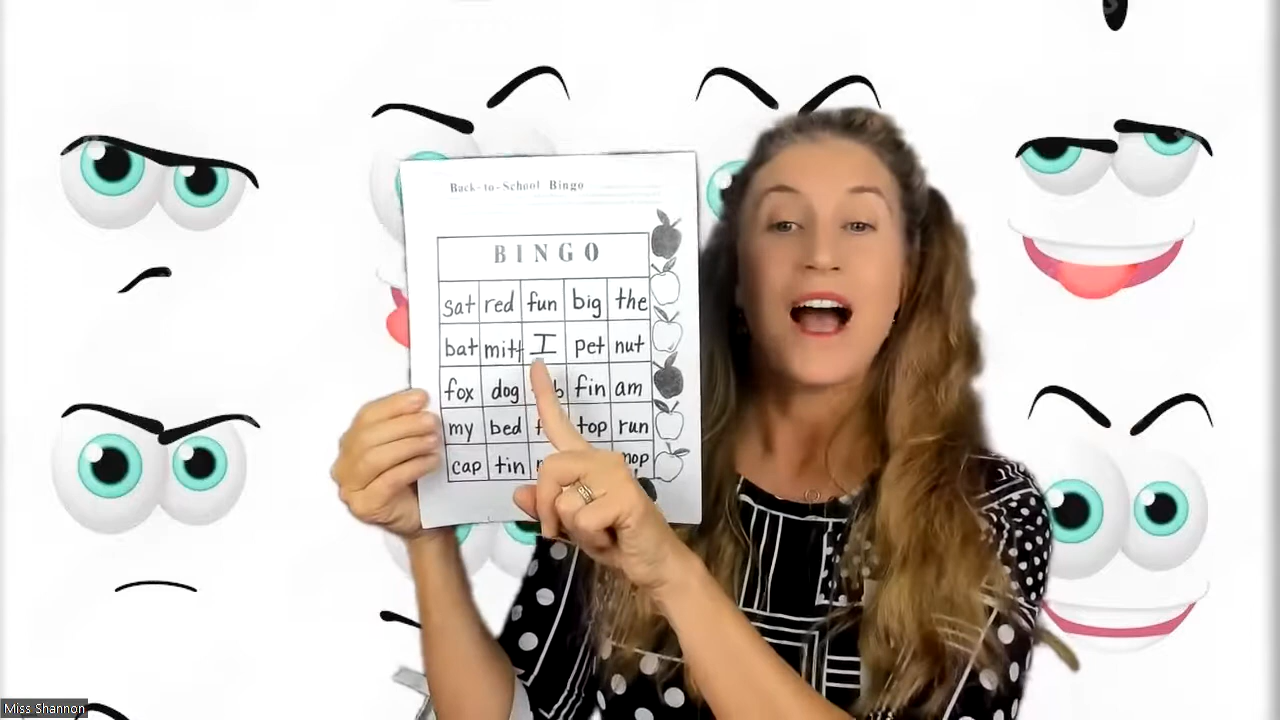 Back-to-School Bingo
BINGO
sat red fun big the
bat mitt I pet nut
fox dog fin am
my bed top run
cap tin
Miss Shannon